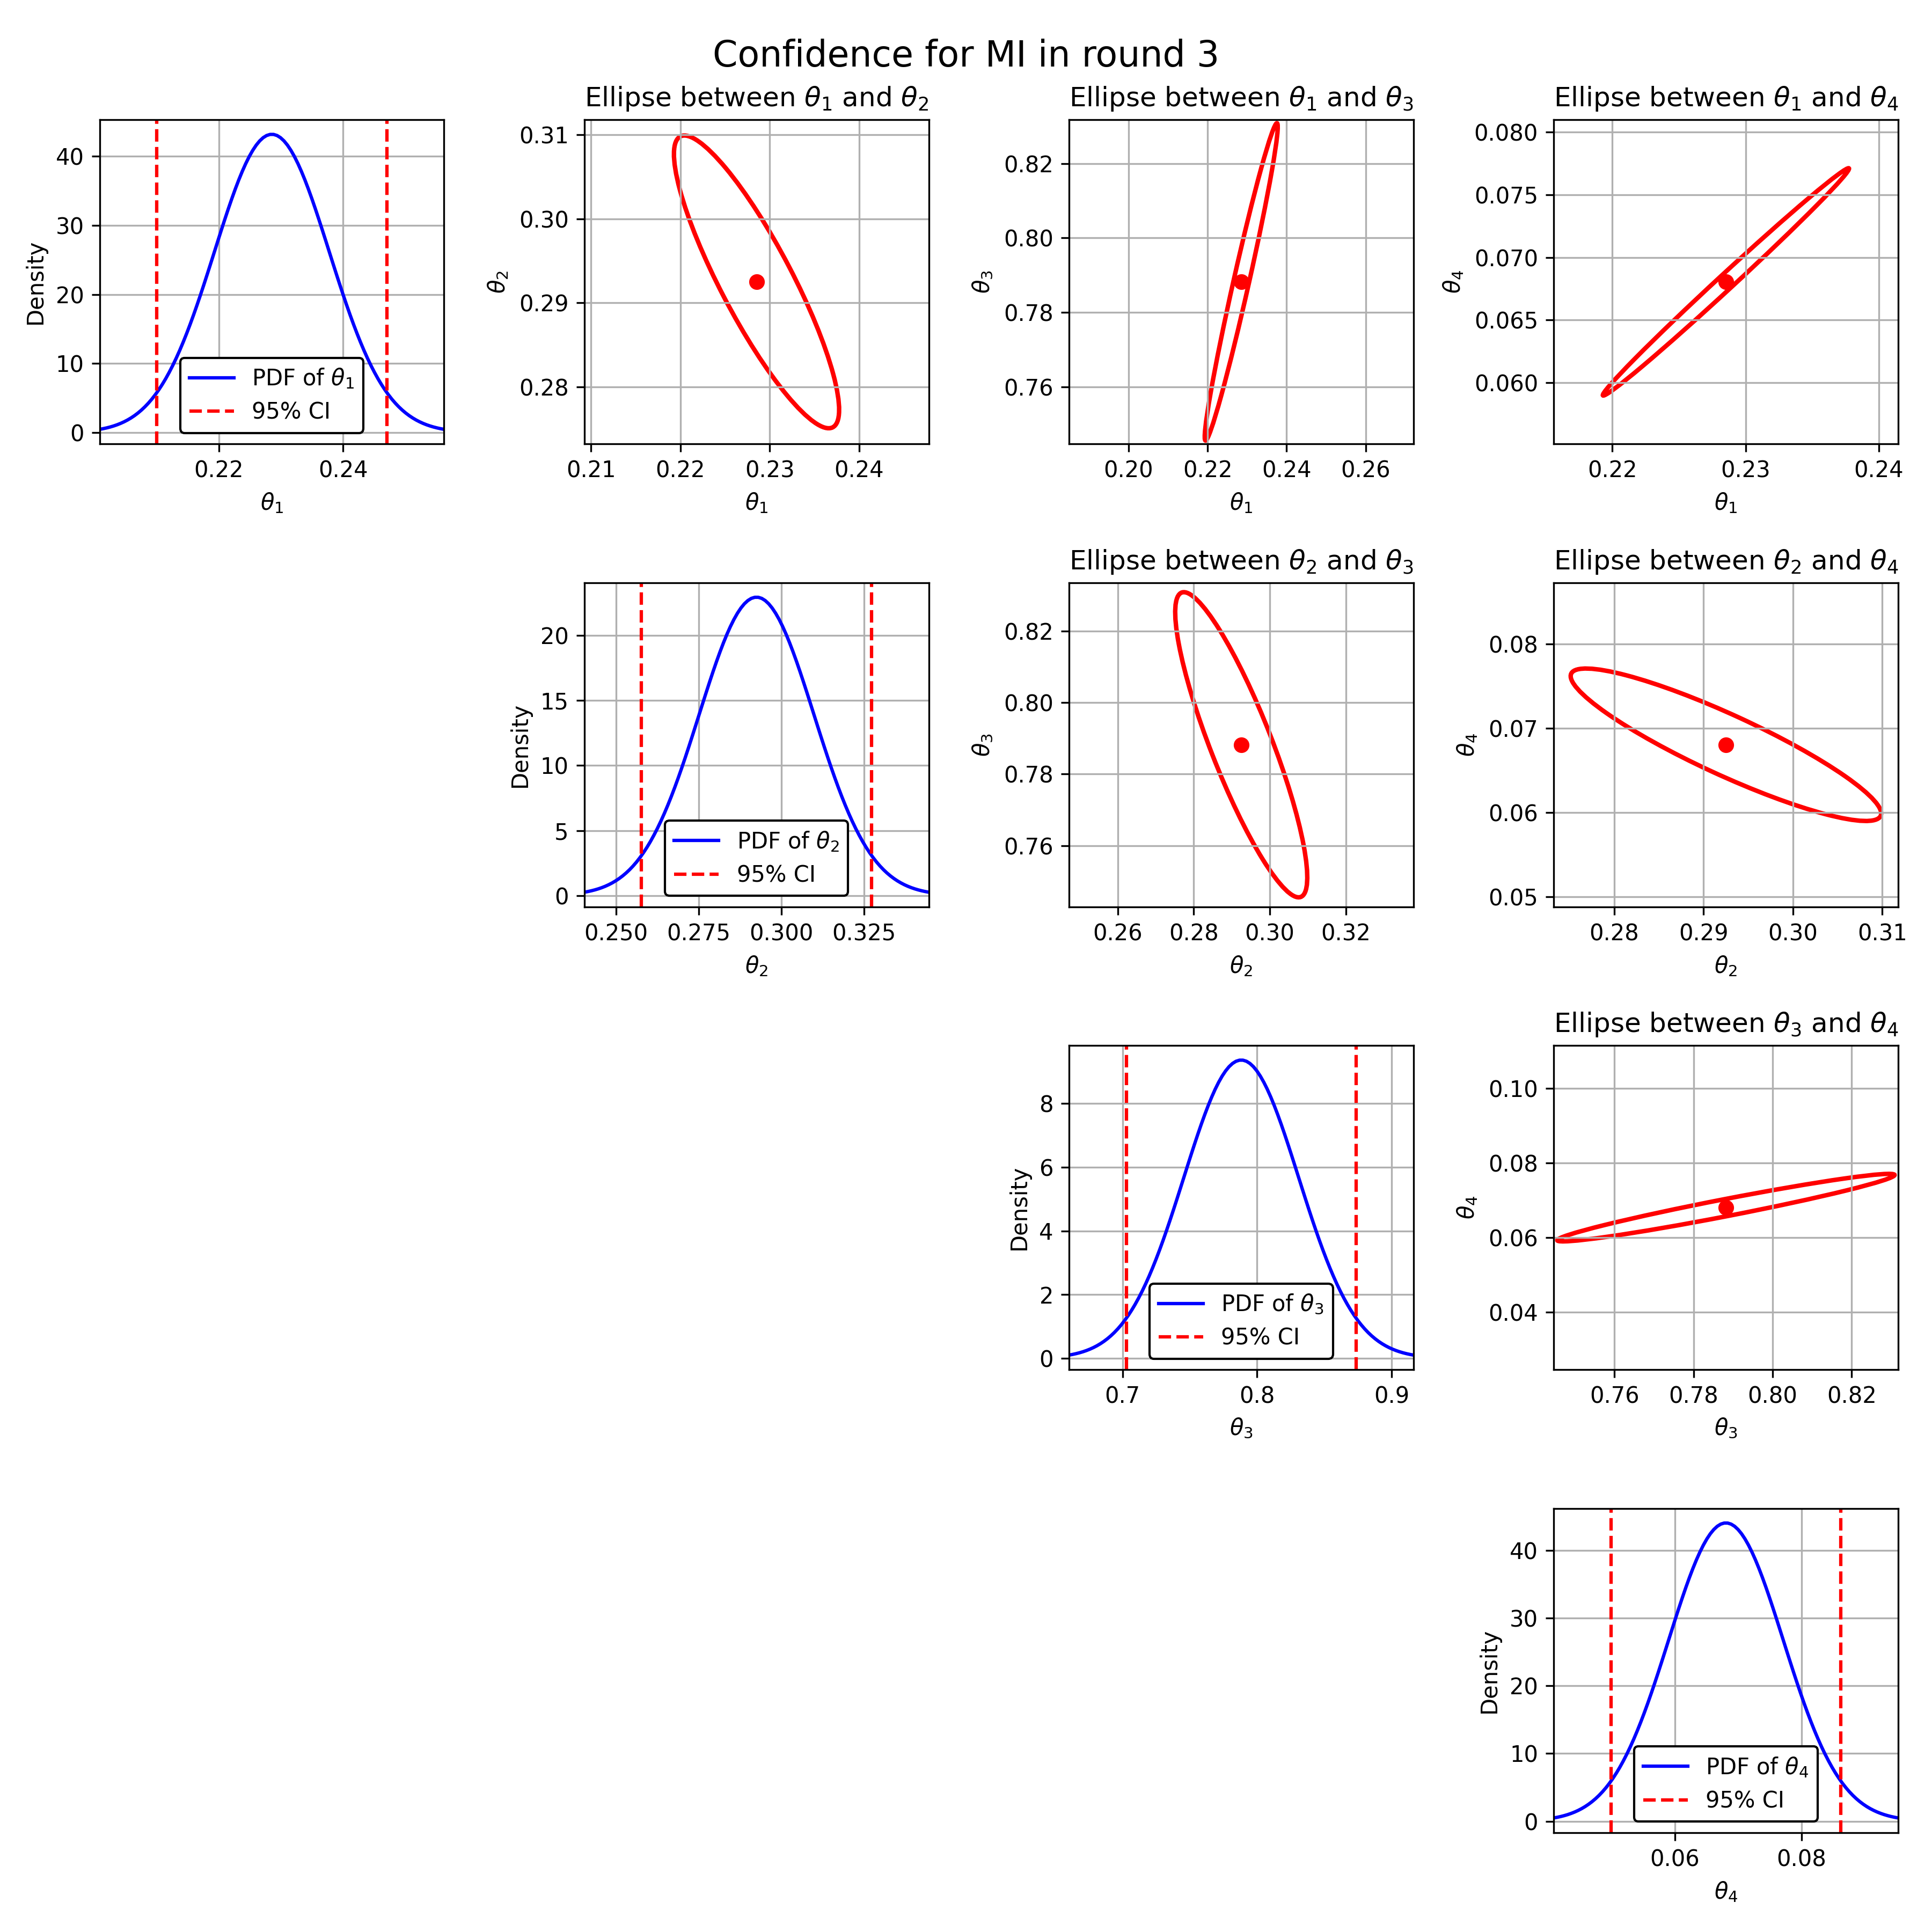 Confidence for MI in round 3
Ellipse between θ₁ and θ₂
Ellipse between θ₁ and θ₃
Ellipse between θ₁ and θ₄
Density
40
30
20
10
0
PDF of θ₁
95% CI
0.22 0.24
θ₁
θ₂
0.31
0.30
0.29
0.28
0.21 0.22 0.23 0.24
θ₁
θ₃
0.82
0.80
0.78
0.76
0.20 0.22 0.24 0.26
θ₁
θ₄
0.080
0.075
0.070
0.065
0.060
0.22 0.23 0.24
θ₁
Ellipse between θ₂ and θ₃
Ellipse between θ₂ and θ₄
Density
20
15
10
5
0
PDF of θ₂
95% CI
0.250 0.275 0.300 0.325
θ₂
θ₃
0.82
0.80
0.78
0.76
0.26 0.28 0.30 0.32
θ₂
θ₄
0.08
0.07
0.06
0.05
0.28 0.29 0.30 0.31
θ₂
Ellipse between θ₃ and θ₄
Density
8
6
4
2
0
PDF of θ₃
95% CI
0.7 0.8 0.9
θ₃
θ₄
0.10
0.08
0.06
0.04
0.76 0.78 0.80 0.82
θ₃
Density
40
30
20
10
0
PDF of θ₄
95% CI
0.06 0.08
θ₄